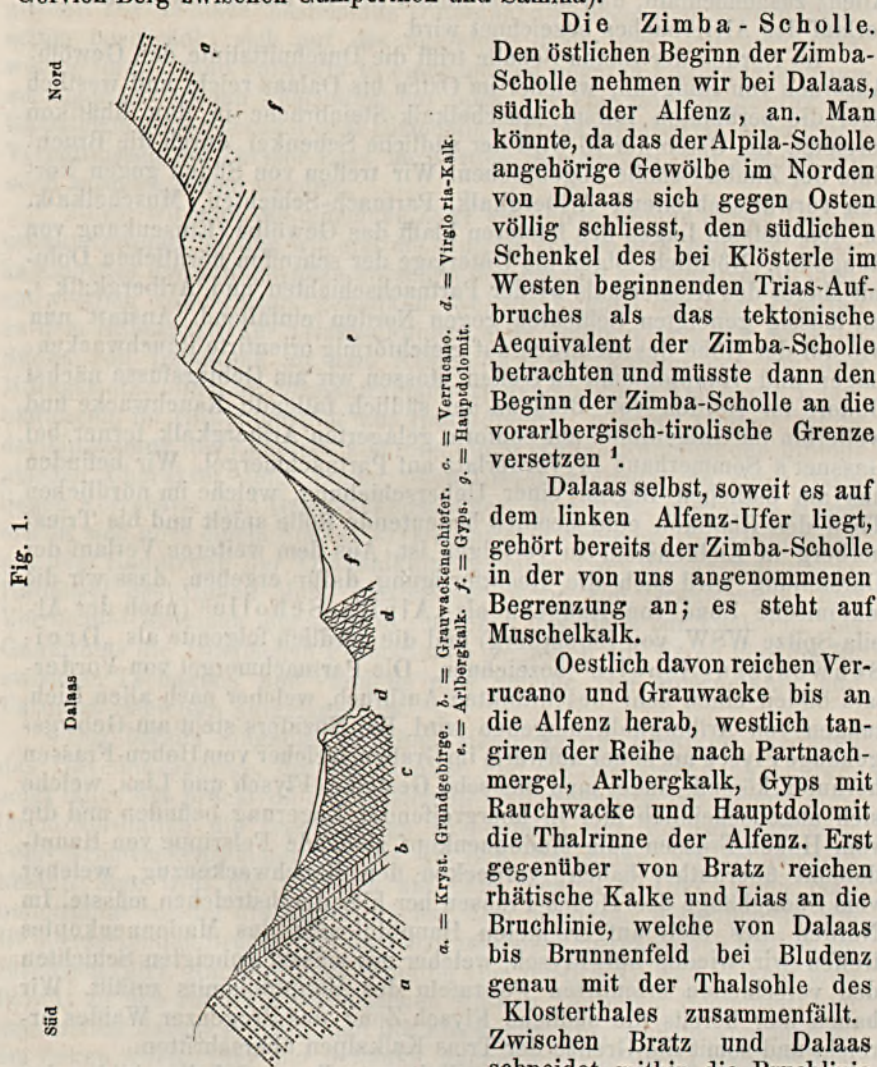 Die Zimba-Scholle.
Den östlichen Beginn der Zimba-
Scholle nehmen wir bei Dalaas,
südlich der Alfenz, an. Man
könnte, da das der Alpila-Scholle
angehörige Gewölbe im Norden
von Dalaas sich gegen Osten
völlig schliesst, den südlichen
Schenkel des bei Klösterle im
Westen beginnenden Trias-Auf-
bruches als das tektonische
Aequivalent der Zimba-Scholle
betrachten und müsste dann den
Beginn der Zimba-Scholle an die
vorarlbergisch-tirolische Grenze
versetzen ¹.
Dalaas selbst, soweit es auf
dem linken Alfenz-Ufer liegt,
gehört bereits der Zimba-Scholle
in der von uns angenommenen
Begrenzung an; es steht auf
Muschelkalk.
Oestlich davon reichen Ver-
rucano und Grauwacke bis an
die Alfenz herab, westlich tan-
giren der Reihe nach Partnach-
mergel, Arlbergkalk, Gyps mit
Rauchwacke und Hauptdolomit
die Thalrinne der Alfenz. Erst
gegenüber von Bratz reichen
rhätische Kalke und Lias an die
Bruchlinie, welche von Dalaas
bis Brunnenfeld bei Bludenz
genau mit der Thalsohle des
Klosterthales zusammenfällt.
Zwischen Bratz und Dalaas
Fig. 1.
Süd
Dalaas
Nord
a
b
c
d
d
f
f
g
a. = Kryst. Grundgebirge. b. = Grauwackenschiefer. c. = Verrucano. d. = Virgloria-Kalk.
e. = Arlbergkalk. f. = Gyps. g. = Hauptdolomit.